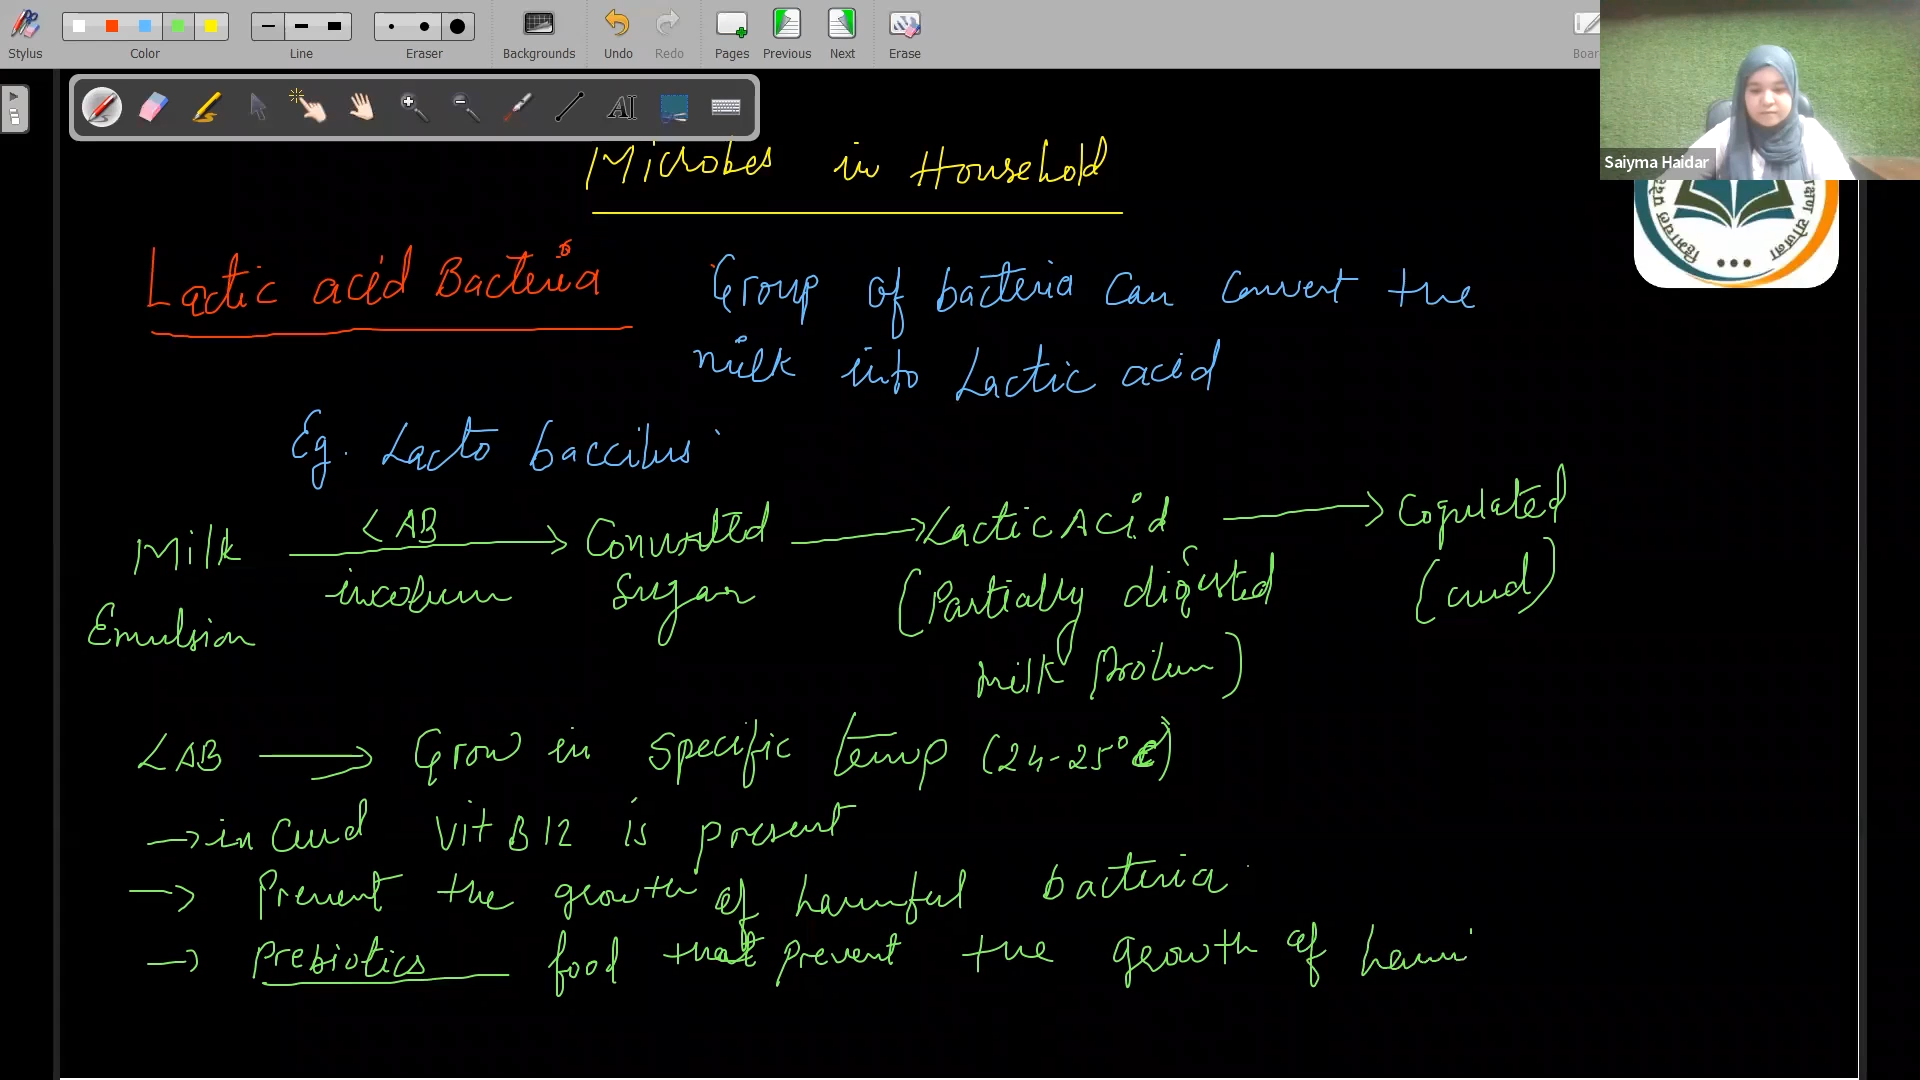 Stylus Color Line Eraser Backgrounds Undo Redo Pages Previous Next Erase Boar
Saiyma Haidar
Microbes in Household
Lactic acid Bacteria
Group of bacteria can convert the
milk into Lactic acid
Eg. Lacto baccilus
Milk LAB Converted Lactic Acid Cogulated
Emulsion Sugar (Partially digested (curd)
milk Protein)
LAB → Grow in specific temp (24-25°C)
→ in Curd Vit B12 is present
→ Prevent the growth of harmful bacteria
→ Prebiotics food that prevent the growth of